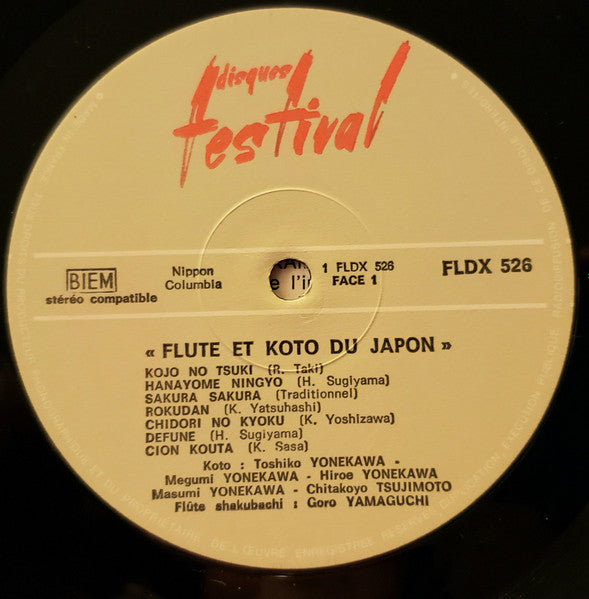 disques
festival
BIEM
stéréo compatible
Nippon
Columbia
1 FLDX 526
FACE 1
FLDX 526
« FLUTE ET KOTO DU JAPON »
KOJO NO TSUKI (R. Taki)
HANAYOME NINGYO (H. Sugiyama)
SAKURA SAKURA (Traditionnel)
ROKUDAN (K. Yatsuhashi)
CHIDORI NO KYOKU (K. Yoshizawa)
DEFUNE (H. Sugiyama)
CION KOUTA (K. Sasa)
Koto : Toshiko YONEKAWA -
Megumi YONEKAWA - Hiroe YONEKAWA
Masumi YONEKAWA - Chitakoyo TSUJIMOTO
Flûte shakubachi : Goro YAMAGUCHI